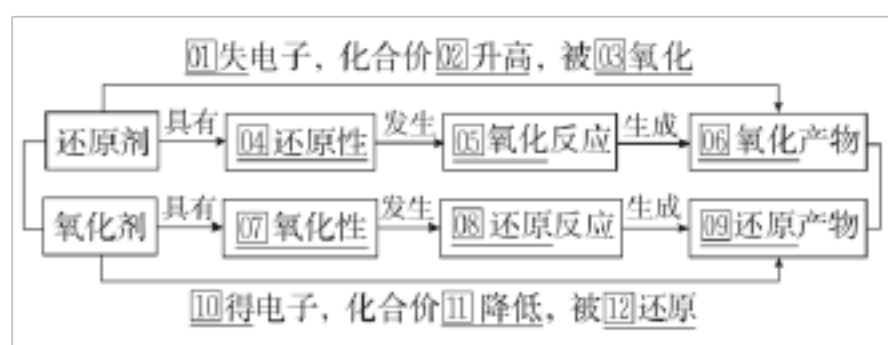 01失电子，化合价02升高，被03氧化
还原剂 具有 04还原性 发生 05氧化反应 生成 06氧化产物
氧化剂 具有 07氧化性 发生 08还原反应 生成 09还原产物
10得电子，化合价11降低，被12还原